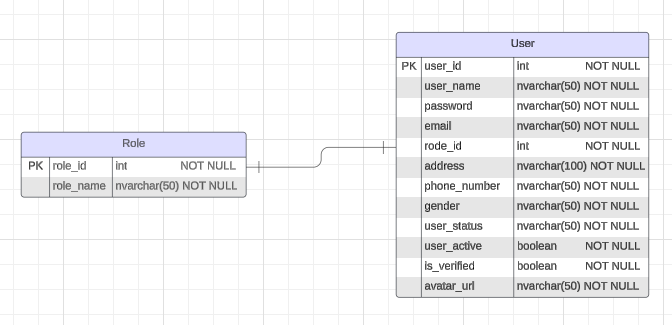 User
PK user_id int NOT NULL
user_name nvarchar(50) NOT NULL
password nvarchar(50) NOT NULL
email nvarchar(50) NOT NULL
rode_id int NOT NULL
address nvarchar(100) NOT NULL
phone_number nvarchar(50) NOT NULL
gender nvarchar(50) NOT NULL
user_status nvarchar(50) NOT NULL
user_active boolean NOT NULL
is_verified boolean NOT NULL
avatar_url nvarchar(50) NOT NULL
Role
PK role_id int NOT NULL
role_name nvarchar(50) NOT NULL